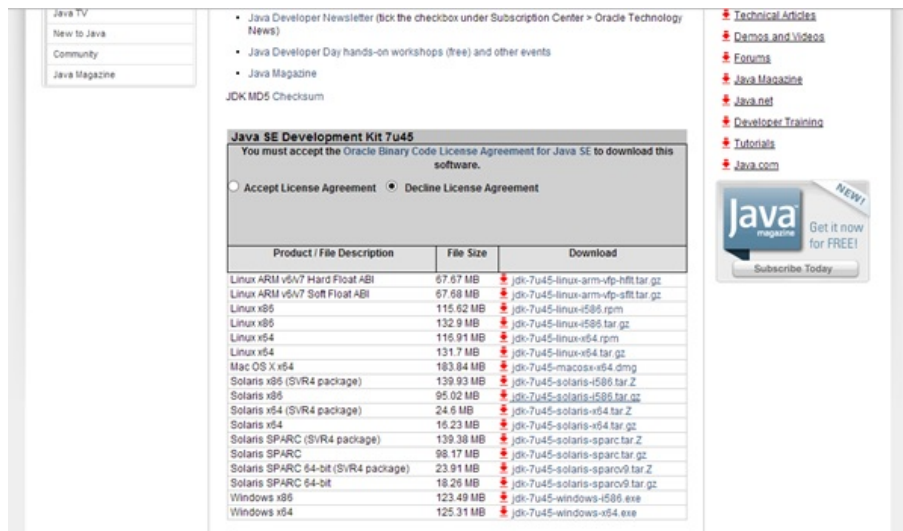 Java TV
New to Java
Community
Java Magazine
Java Developer Newsletter (tick the checkbox under Subscription Center > Oracle Technology
News)
Java Developer Day hands-on workshops (free) and other events
Java Magazine
JDK MD5 Checksum
Java SE Development Kit 7u45
You must accept the Oracle Binary Code License Agreement for Java SE to download this
software.
Accept License Agreement Decline License Agreement
Product / File Description File Size Download
Linux ARM v6/v7 Hard Float ABI 67.67 MB jdk-7u45-linux-arm-vfp-hflt.tar.gz
Linux ARM v6/v7 Soft Float ABI 67.68 MB jdk-7u45-linux-arm-vfp-sflt.tar.gz
Linux x86 115.62 MB jdk-7u45-linux-i586.rpm
Linux x86 132.9 MB jdk-7u45-linux-i586.tar.gz
Linux x64 116.91 MB jdk-7u45-linux-x64.rpm
Linux x64 131.7 MB jdk-7u45-linux-x64.tar.gz
Mac OS X x64 183.84 MB jdk-7u45-macosx-x64.dmg
Solaris x86 (SVR4 package) 139.93 MB jdk-7u45-solaris-i586.tar.Z
Solaris x86 95.02 MB jdk-7u45-solaris-i586.tar.gz
Solaris x64 (SVR4 package) 24.6 MB jdk-7u45-solaris-x64.tar.Z
Solaris x64 16.23 MB jdk-7u45-solaris-x64.tar.gz
Solaris SPARC (SVR4 package) 139.38 MB jdk-7u45-solaris-sparc.tar.Z
Solaris SPARC 98.17 MB jdk-7u45-solaris-sparc.tar.gz
Solaris SPARC 64-bit (SVR4 package) 23.91 MB jdk-7u45-solaris-sparcv9.tar.Z
Solaris SPARC 64-bit 18.26 MB jdk-7u45-solaris-sparcv9.tar.gz
Windows x86 123.49 MB jdk-7u45-windows-i586.exe
Windows x64 125.31 MB jdk-7u45-windows-x64.exe
Technical Articles
Demos and Videos
Forums
Java Magazine
Java.net
Developer Training
Tutorials
Java.com
NEW!
Java
magazine
Get it now
for FREE!
Subscribe Today